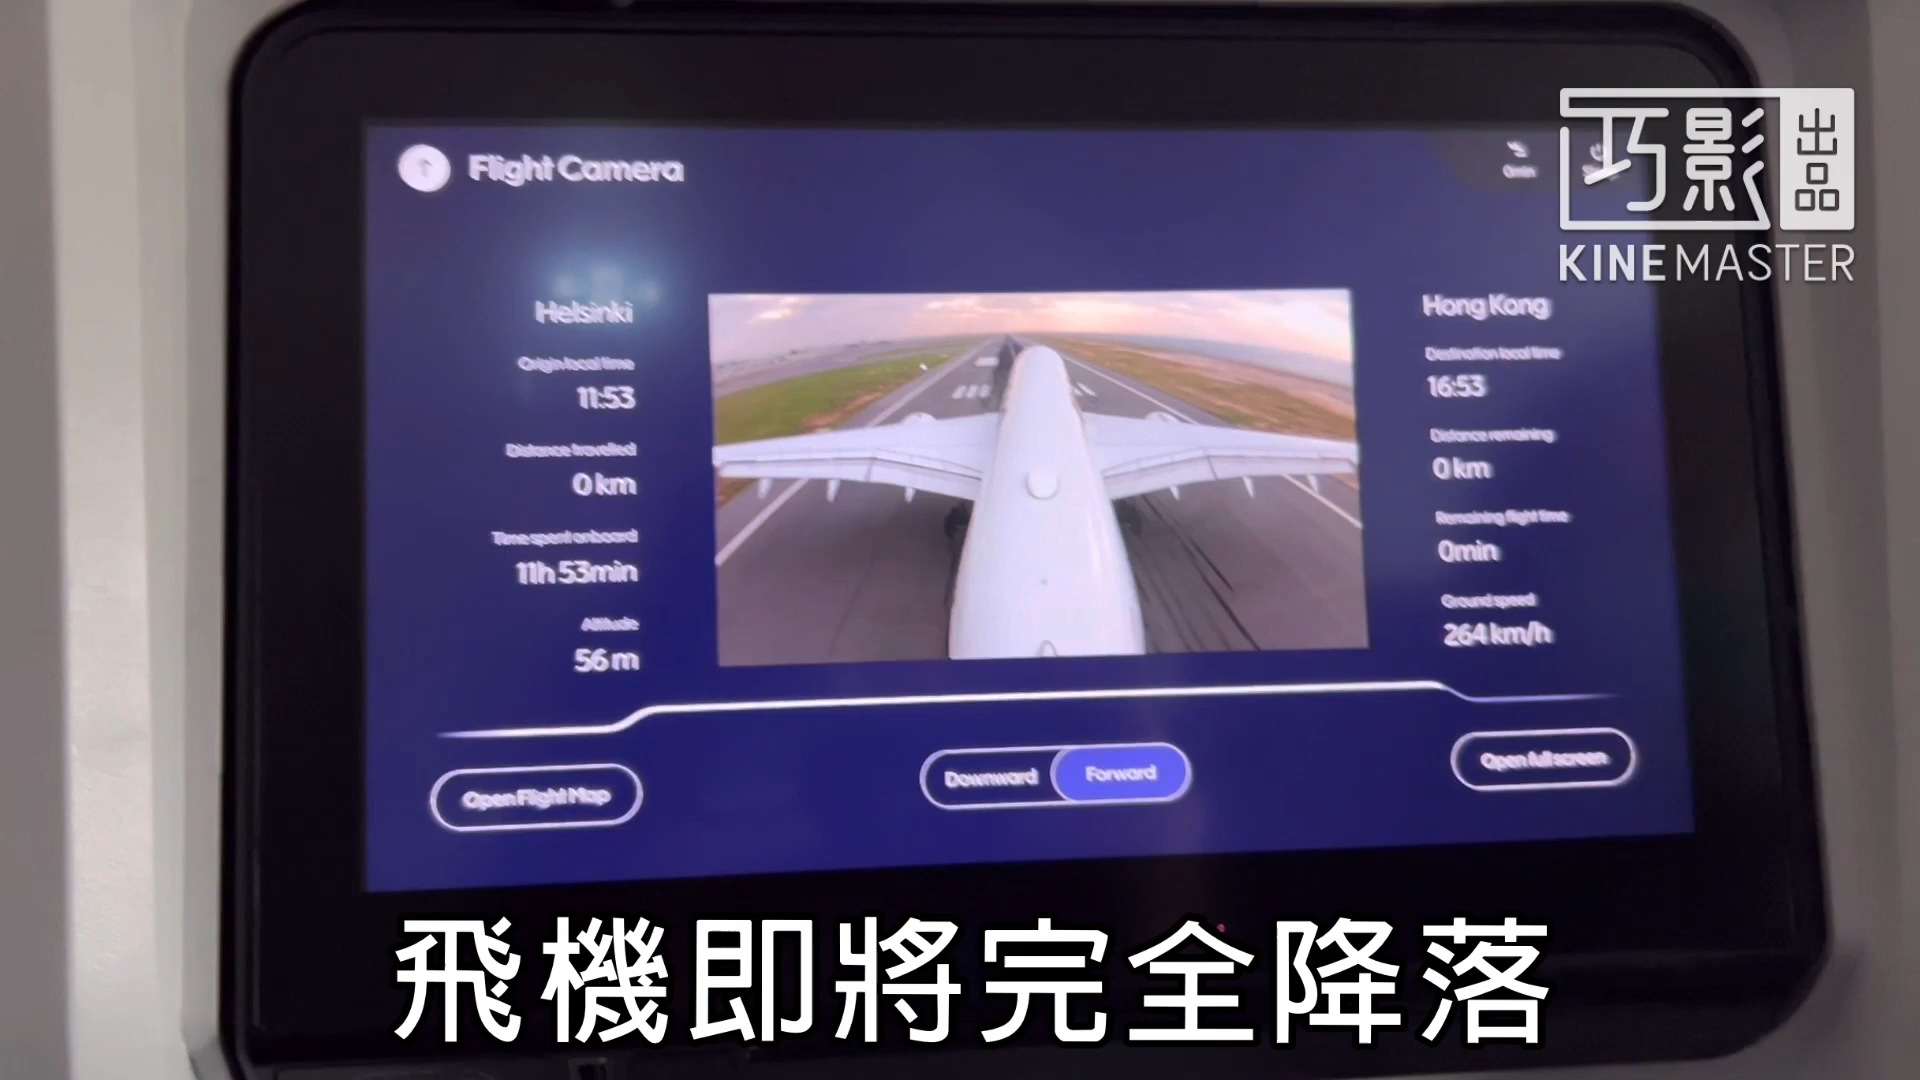 Flight Camera
0min
巧影出品
KINEMASTER
Helsinki
Origin local time
11:53
Distance travelled
0 km
Time spent onboard
11h 53min
Altitude
56 m
Hong Kong
Destination local time
16:53
Distance remaining
0 km
Remaining flight time
0min
Ground speed
264 km/h
Open Flight Map
Downward
Forward
Open full screen
飛機即將完全降落